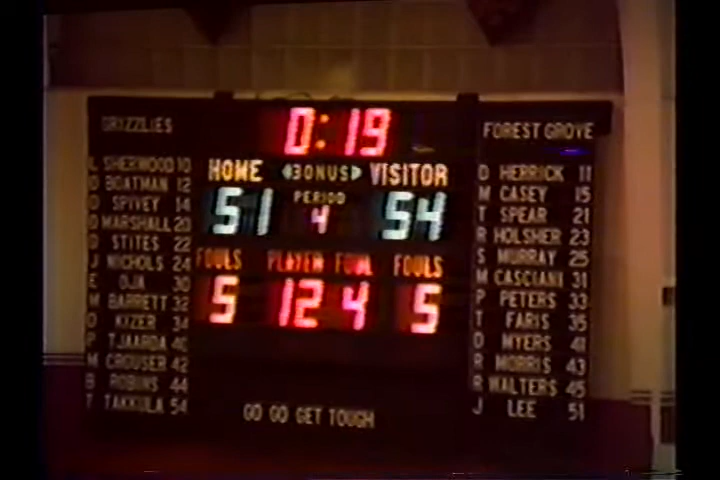 0:19
GRIZZLIES
FOREST GROVE
HOME BONUS VISITOR
PERIOD
51 4 54
FOULS PLAYER FOUL FOULS
5 12 4 5
L SHERWOOD 10
D BOATMAN 12
D SPIVEY 14
D MARSHALL 20
D STITES 22
J NICHOLS 24
E OJA 30
M BARRETT 32
D KYZER 34
P TJAARDA 40
M CROUSER 42
B ROBINS 44
T TAKKULA 54
D HERRICK 11
M CASEY 15
T SPEAR 21
R HOLSHER 23
S MURRAY 25
M CASCIANI 31
P PETERS 33
T FARIS 35
D MYERS 41
R MORRIS 43
R WALTERS 45
J LEE 51
GO GO GET TOUGH